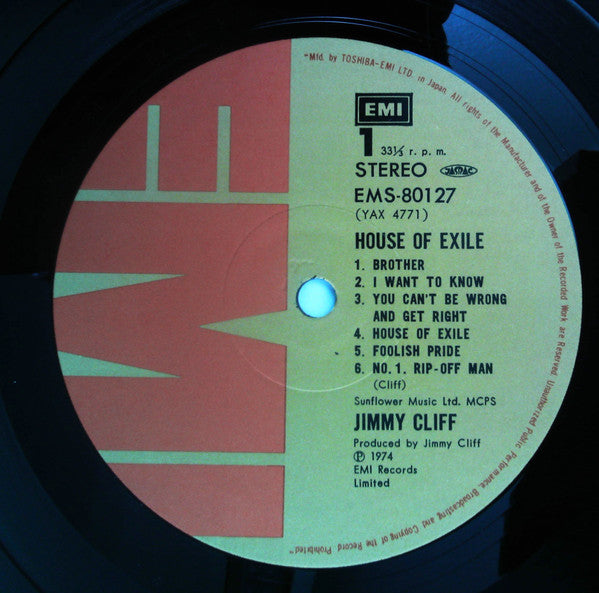 "Mfd. by TOSHIBA-EMI LTD. in Japan. All rights of the Manufacturer and of the Owner of the Recorded Work are Reserved. Unauthorized Public Performance, Broadcasting and Copying of the Record Prohibited."
EMI
1 33⅓ r. p. m.
STEREO JASRAC
EMS-80127
(YAX 4771)
HOUSE OF EXILE
1. BROTHER
2. I WANT TO KNOW
3. YOU CAN'T BE WRONG
AND GET RIGHT
4. HOUSE OF EXILE
5. FOOLISH PRIDE
6. NO. 1. RIP-OFF MAN
(Cliff)
Sunflower Music Ltd. MCPS
JIMMY CLIFF
Produced by Jimmy Cliff
℗ 1974
EMI Records
Limited
EMI